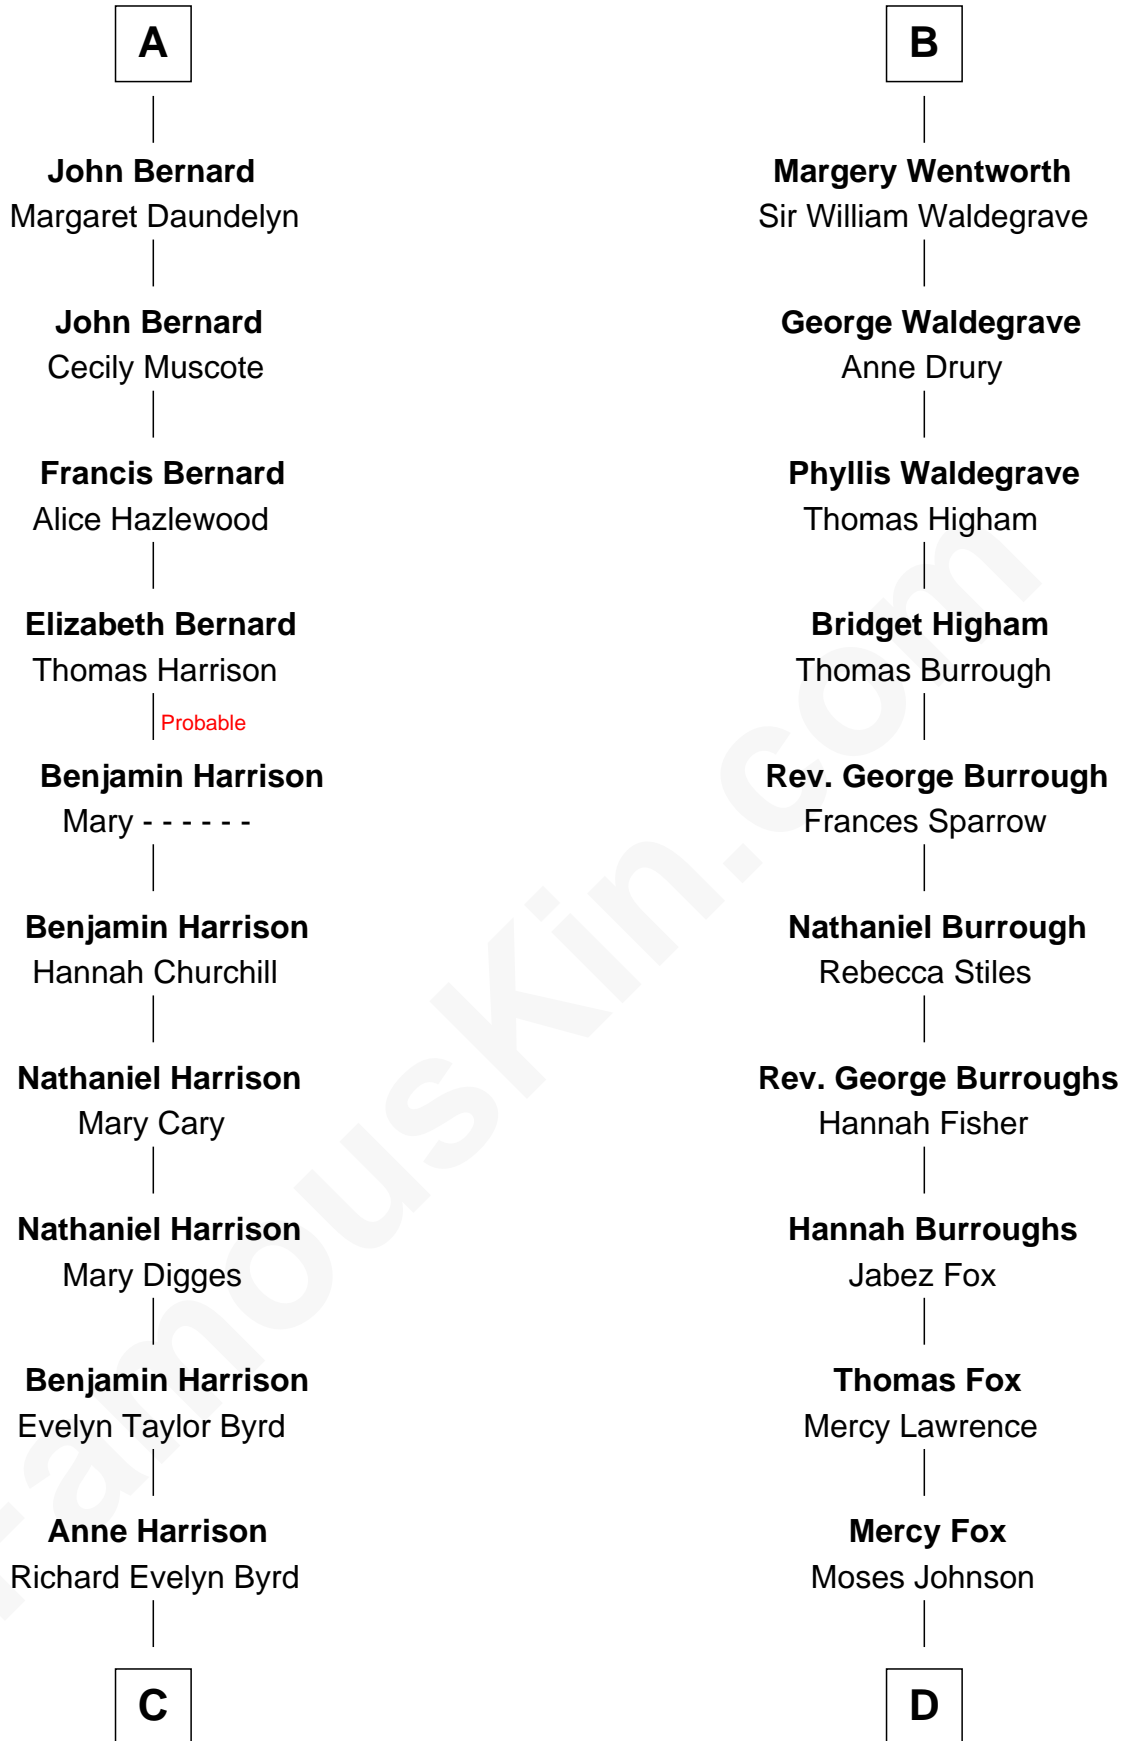 A
John Bernard
Margaret Daundelyn
John Bernard
Cecily Muscote
Francis Bernard
Alice Hazlewood
Elizabeth Bernard
Thomas Harrison
Probable
Benjamin Harrison
Mary - - - - - -
Benjamin Harrison
Hannah Churchill
Nathaniel Harrison
Mary Cary
Nathaniel Harrison
Mary Digges
Benjamin Harrison
Evelyn Taylor Byrd
Anne Harrison
Richard Evelyn Byrd
C
B
Margery Wentworth
Sir William Waldegrave
George Waldegrave
Anne Drury
Phyllis Waldegrave
Thomas Higham
Bridget Higham
Thomas Burrough
Rev. George Burrough
Frances Sparrow
Nathaniel Burrough
Rebecca Stiles
Rev. George Burroughs
Hannah Fisher
Hannah Burroughs
Jabez Fox
Thomas Fox
Mercy Lawrence
Mercy Fox
Moses Johnson
D
FamousKin.com